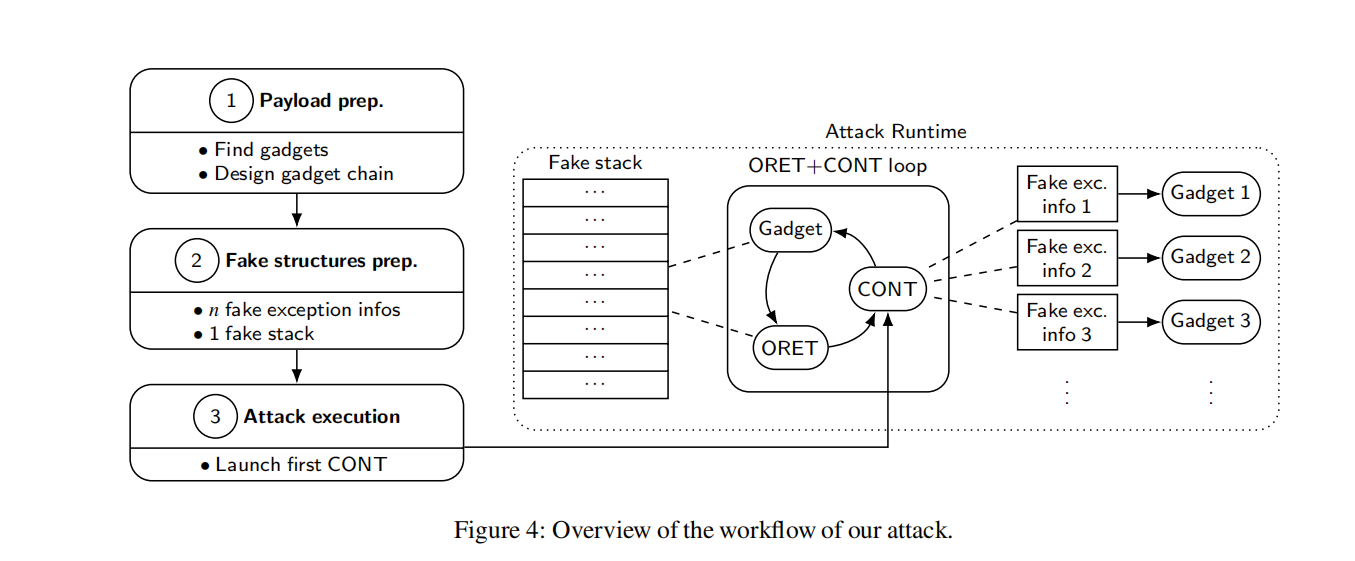 1 Payload prep.
• Find gadgets
• Design gadget chain
2 Fake structures prep.
• n fake exception infos
• 1 fake stack
3 Attack execution
• Launch first CONT
Attack Runtime
Fake stack
...
...
...
...
...
...
...
...
ORET+CONT loop
Gadget
CONT
ORET
Fake exc.
info 1
Gadget 1
Fake exc.
info 2
Gadget 2
Fake exc.
info 3
Gadget 3
⋮ ⋮
Figure 4: Overview of the workflow of our attack.